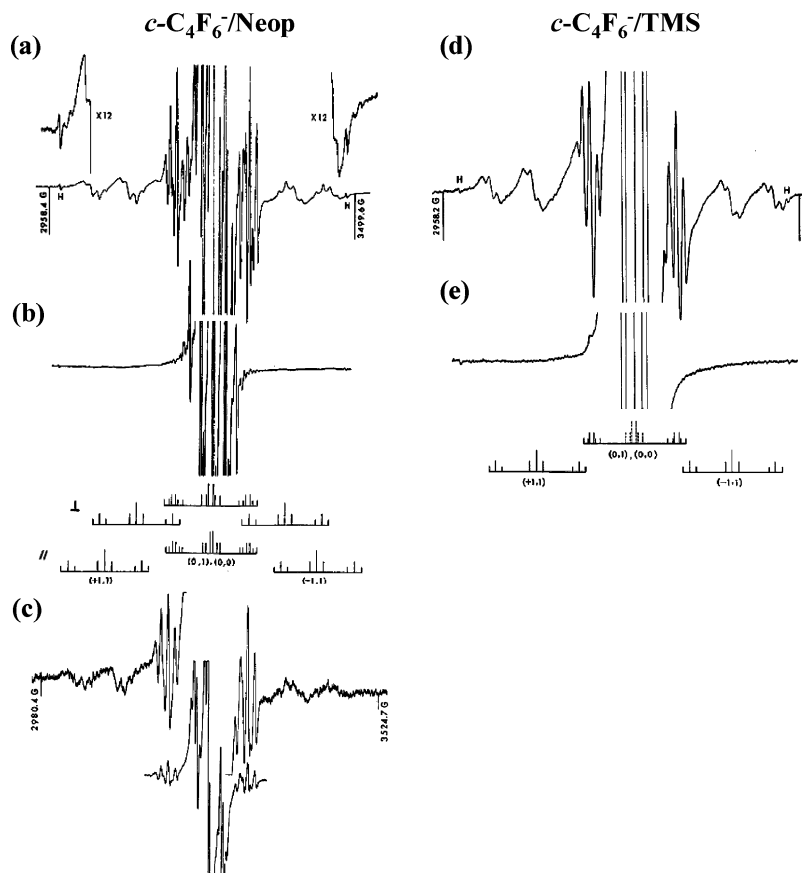 c-C₄F₆⁻/Neop
c-C₄F₆⁻/TMS
(a)
(d)
X12
X12
H
H
H
H
2958.4 G
3499.6 G
2958.2 G
(b)
(e)
(0,1),(0,0)
(+1,1)
(-1,1)
⊥
//
(0,1),(0,0)
(+1,1)
(-1,1)
(c)
2980.4 G
3524.7 G